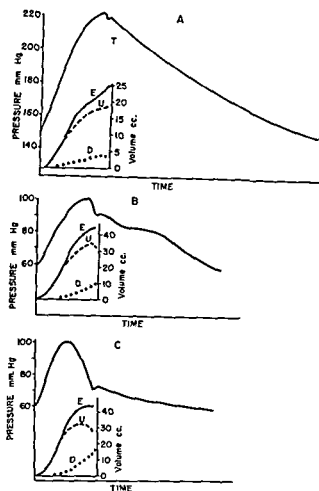 220
A
200
T
180
160
140
PRESSURE mm Hg
E
U
D
25
20
15
10
5
0
Volume cc.
TIME
100
B
80
60
PRESSURE mm Hg
E
U
D
40
30
20
10
0
Volume cc.
TIME
100
C
80
60
PRESSURE mm Hg
E
U
D
40
30
20
10
0
Volume cc.
TIME